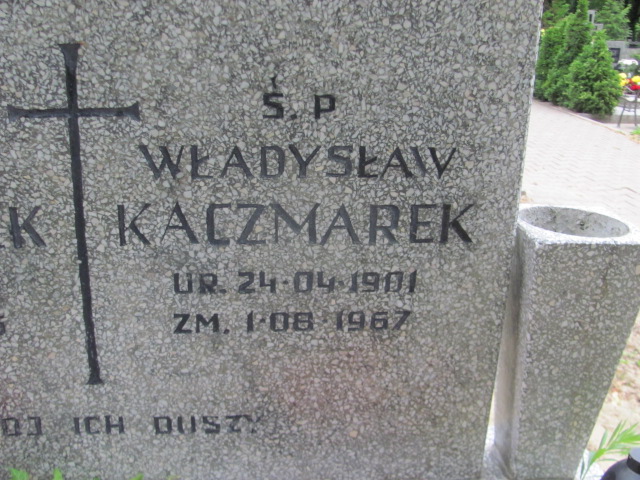 Ś. P
WŁADYSŁAW
KACZMAREK
UR. 24·04·1901
ZM. 1·08·1967
ICH DUSZY